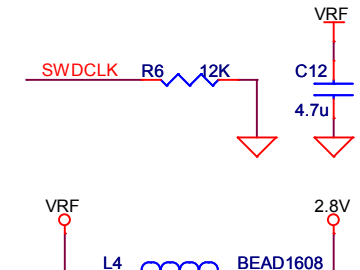 VRF
SWDCLK R6 12K C12
4.7u
VRF 2.8V
L4 BEAD1608